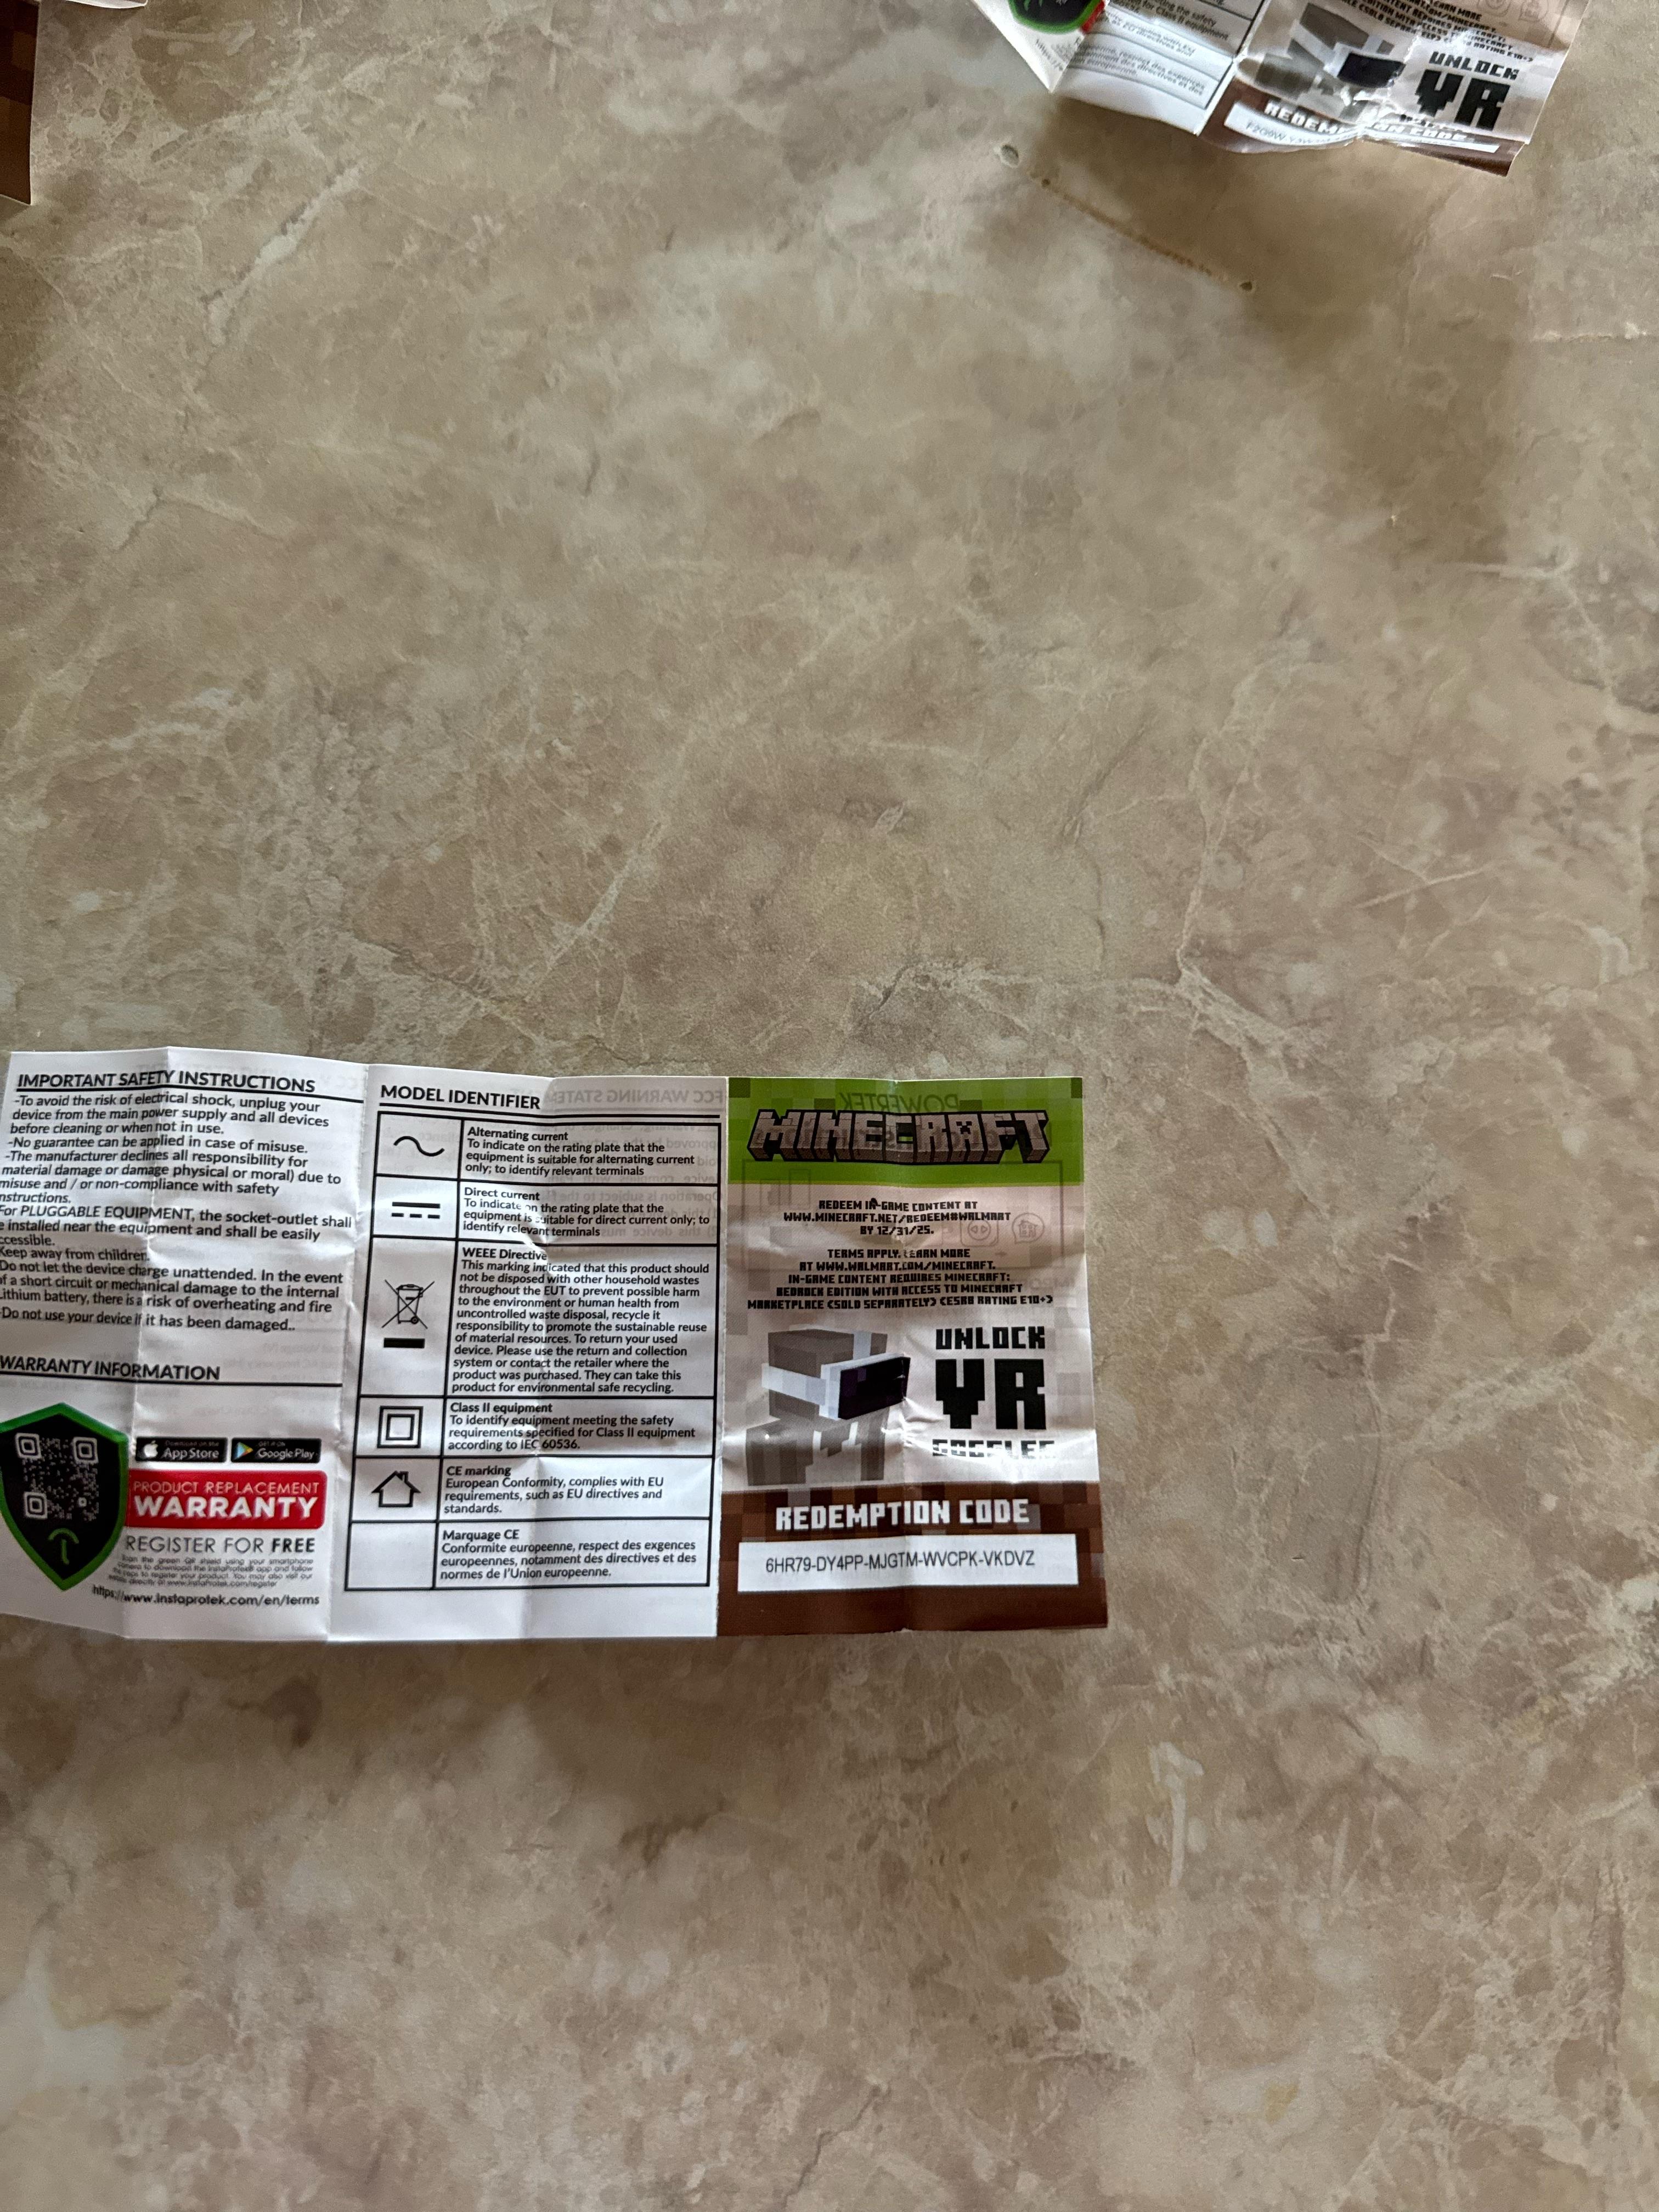 UNLOCK
VR
IMPORTANT SAFETY INSTRUCTIONS
-To avoid the risk of electrical shock, unplug your
device from the main power supply and all devices
before cleaning or when not in use.
-No guarantee can be applied in case of misuse.
-The manufacturer declines all responsibility for
material damage or damage physical or moral) due to
misuse and / or non-compliance with safety
nstructions.
For PLUGGABLE EQUIPMENT, the socket-outlet shall
e installed near the equipment and shall be easily
ccessible.
Keep away from children.
Do not let the device charge unattended. In the event
of a short circuit or mechanical damage to the internal
Lithium battery, there is a risk of overheating and fire
Do not use your device if it has been damaged..
WARRANTY INFORMATION
App Store
GET IT ON
Google Play
PRODUCT REPLACEMENT
WARRANTY
REGISTER FOR FREE
https://www.instaprotek.com/en/terms
MODEL IDENTIFIER
Alternating current
To indicate on the rating plate that the
equipment is suitable for alternating current
only; to identify relevant terminals
Direct current
To indicate on the rating plate that the
equipment is suitable for direct current only; to
identify relevant terminals
WEEE Directive
This marking indicated that this product should
not be disposed with other household wastes
throughout the EUT to prevent possible harm
to the environment or human health from
uncontrolled waste disposal, recycle it
responsibility to promote the sustainable reuse
of material resources. To return your used
device. Please use the return and collection
system or contact the retailer where the
product was purchased. They can take this
product for environmental safe recycling.
Class II equipment
To identify equipment meeting the safety
requirements specified for Class II equipment
according to IEC 60536.
CE marking
European Conformity, complies with EU
requirements, such as EU directives and
standards.
Marquage CE
Conformite europeenne, respect des exgences
europeennes, notamment des directives et des
normes de l'Union europeenne.
MINECRAFT
REDEEM IN-GAME CONTENT AT
WWW.MINECRAFT.NET/REDEEM#WALMART
BY 12/31/25.
TERMS APPLY. LEARN MORE
AT WWW.WALMART.COM/MINECRAFT.
IN-GAME CONTENT REQUIRES MINECRAFT:
BEDROCK EDITION WITH ACCESS TO MINECRAFT
MARKETPLACE (SOLD SEPARATELY) (ESRB RATING E10+)
UNLOCK
VR
GOGGLES
REDEMPTION CODE
6HR79-DY4PP-MJGTM-WVCPK-VKDVZ